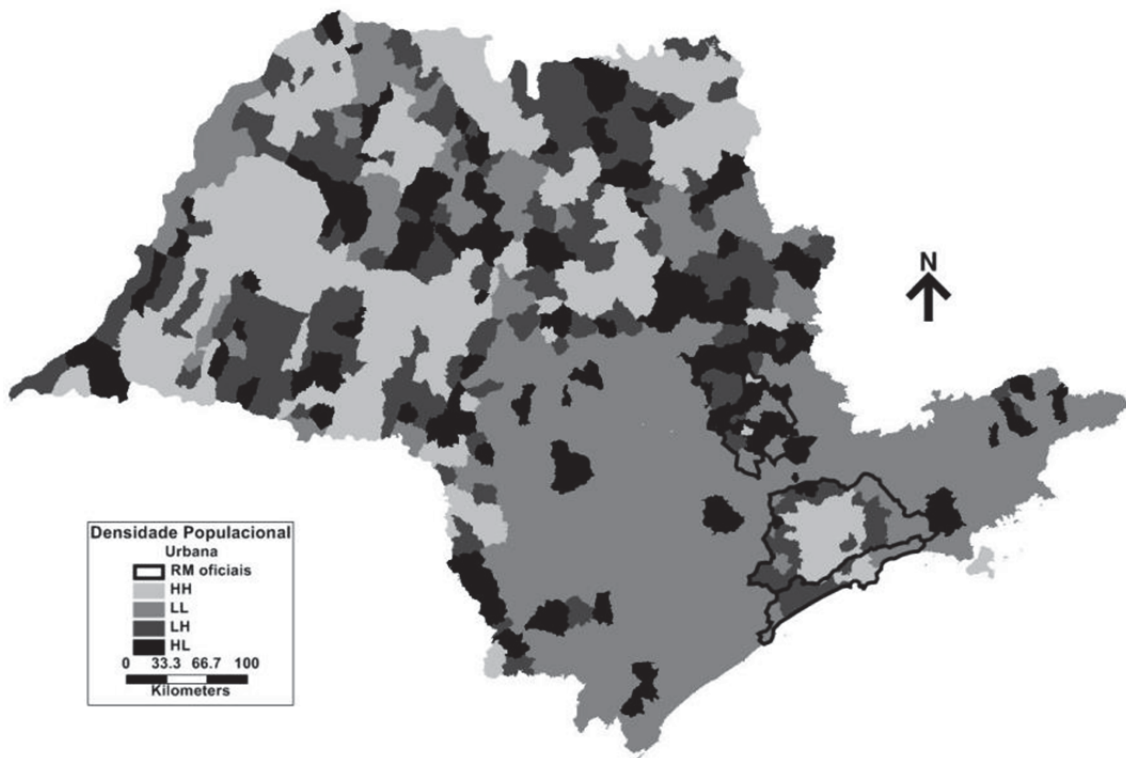 N
Densidade Populacional
Urbana
RM oficiais
HH
LL
LH
HL
0 33.3 66.7 100
Kilometers